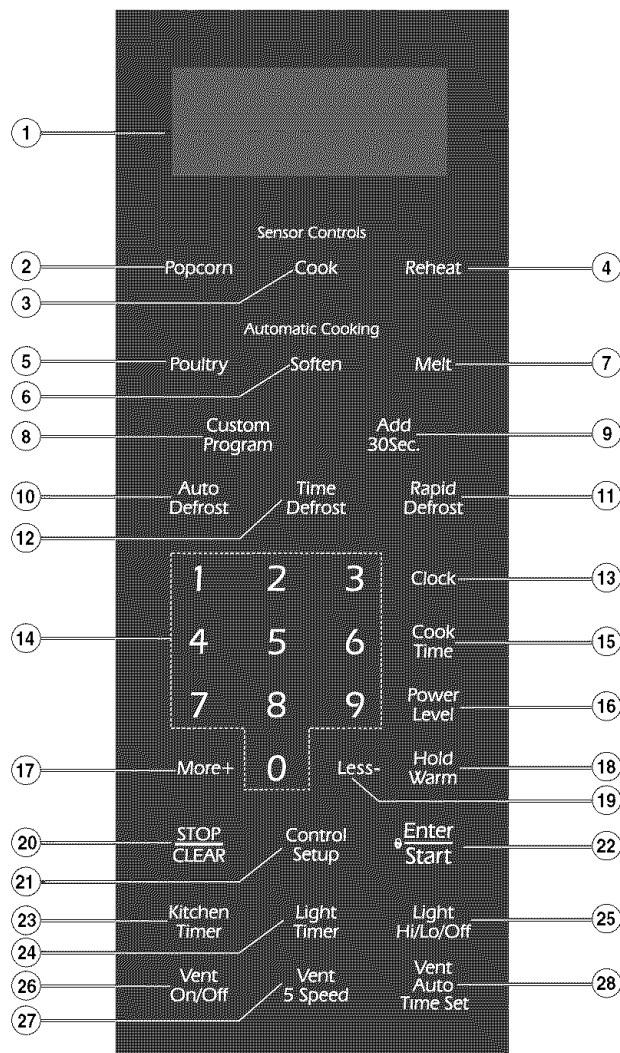 1
Sensor Controls
2 Popcorn Cook Reheat 4
3
Automatic Cooking
5 Poultry Soften Melt 7
6
8 Custom Program Add 30Sec. 9
10 Auto Defrost Time Defrost Rapid Defrost 11
12
1 2 3 Clock 13
14 4 5 6 Cook Time 15
7 8 9 Power Level 16
17 More+ 0 Less- Hold Warm 18
19
20 STOP CLEAR Control Setup Enter Start 22
21
23 Kitchen Timer Light Timer Light Hi/Lo/Off 25
24
26 Vent On/Off Vent 5 Speed Vent Auto Time Set 28
27